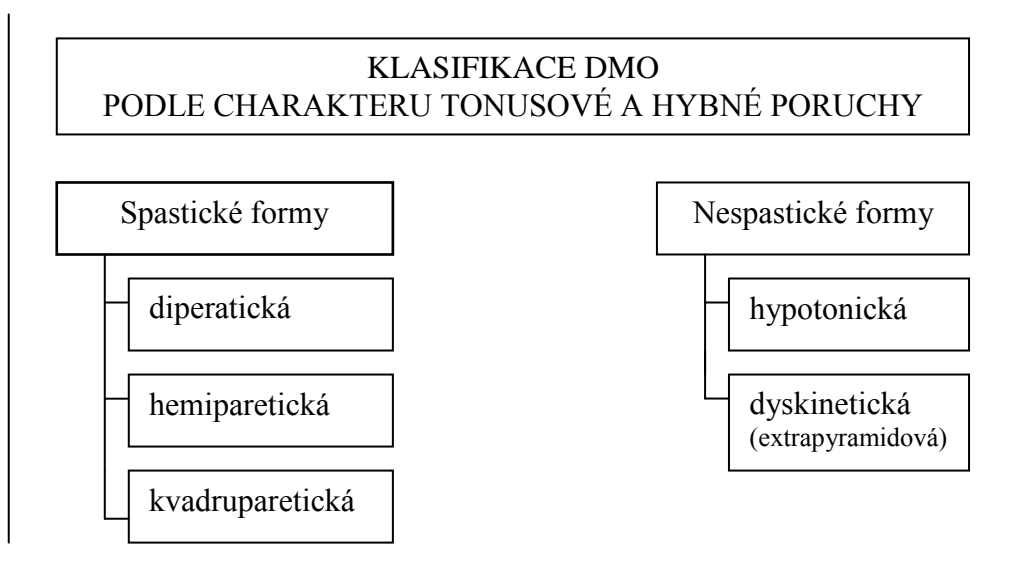 KLASIFIKACE DMO
PODLE CHARAKTERU TONUSOVÉ A HYBNÉ PORUCHY
Spastické formy
diperatická
hemiparetická
kvadruparetická
Nespastické formy
hypotonická
dyskinetická
(extrapyramidová)